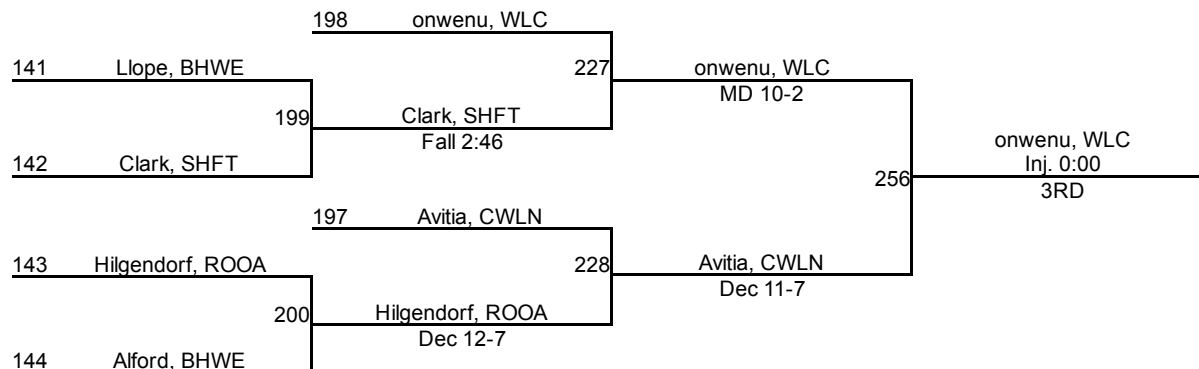 198 onwenu, WLC
141 Llope, BHWE
227 onwenu, WLC
MD 10-2
199 Clark, SHFT
Fall 2:46
onwenu, WLC
142 Clark, SHFT
Inj. 0:00
256
3RD
197 Avitia, CWLN
143 Hilgendorf, ROOA
228 Avitia, CWLN
Dec 11-7
200 Hilgendorf, ROOA
Dec 12-7
144 Alford, BHWE